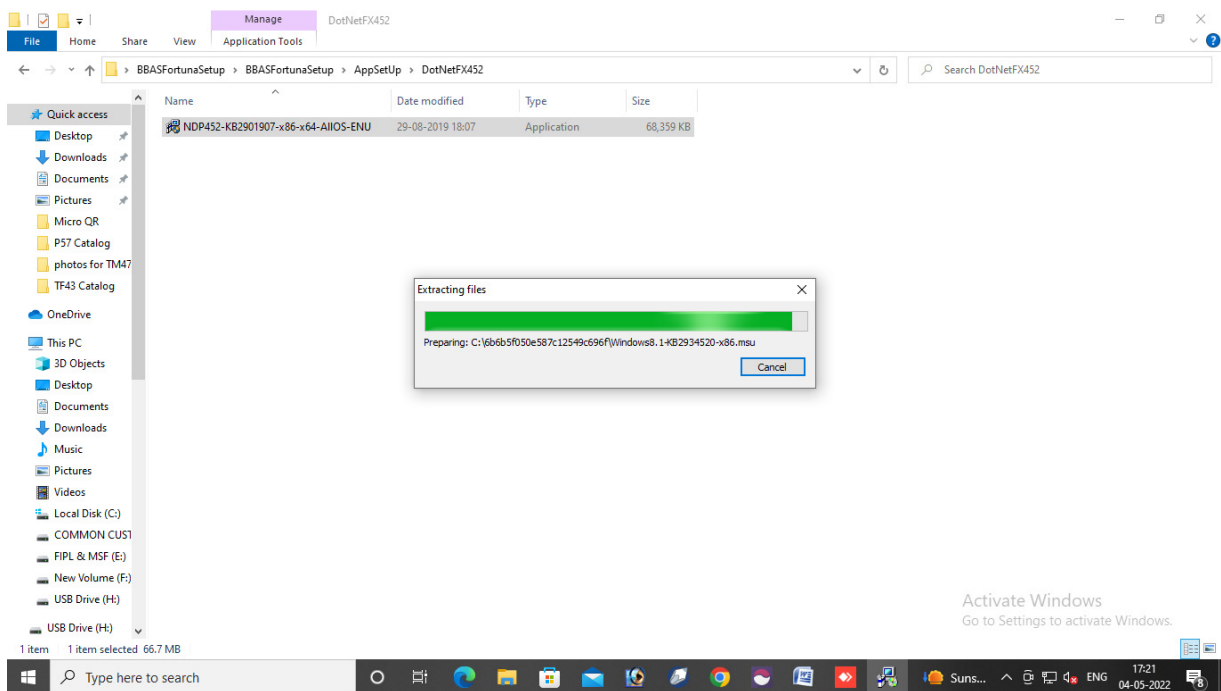 Manage
DotNetFX452
File
Home
Share
View
Application Tools
BBASFortunaSetup
BBASFortunaSetup
AppSetUp
DotNetFX452
Search DotNetFX452
Name
Date modified
Type
Size
NDP452-KB2901907-x86-x64-AllOS-ENU
29-08-2019 18:07
Application
68,359 KB
Quick access
Desktop
Downloads
Documents
Pictures
Micro QR
P57 Catalog
photos for TM47
TF43 Catalog
OneDrive
This PC
3D Objects
Desktop
Documents
Downloads
Music
Pictures
Videos
Local Disk (C:)
COMMON CUST
FIPL & MSF (E:)
New Volume (F:)
USB Drive (H:)
USB Drive (H:)
Extracting files
Preparing: C:\6b6b5f050e587c12549c696f\Windows8.1-KB2934520-x86.msu
Cancel
Activate Windows
Go to Settings to activate Windows.
1 item
1 item selected 66.7 MB
Type here to search
Suns...
ENG
17:21
04-05-2022
8